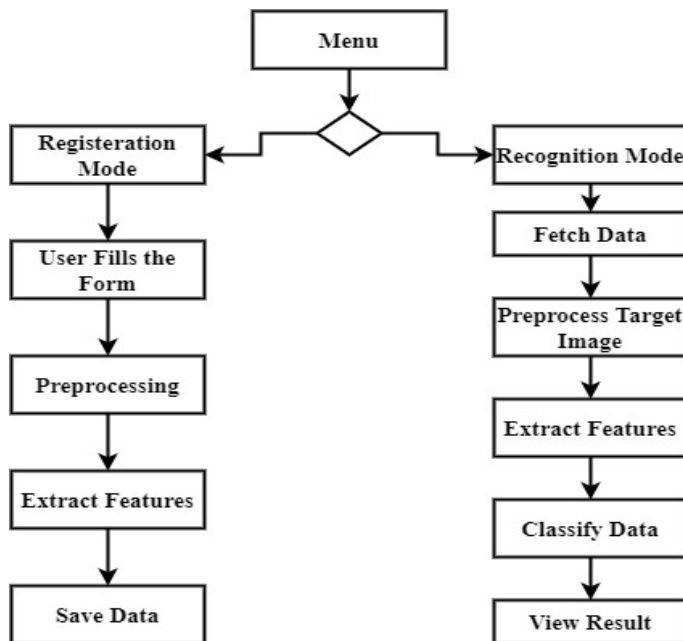 Menu
Registeration
Mode
User Fills the
Form
Preprocessing
Extract Features
Save Data
Recognition Mode
Fetch Data
Preprocess Target
Image
Extract Features
Classify Data
View Result